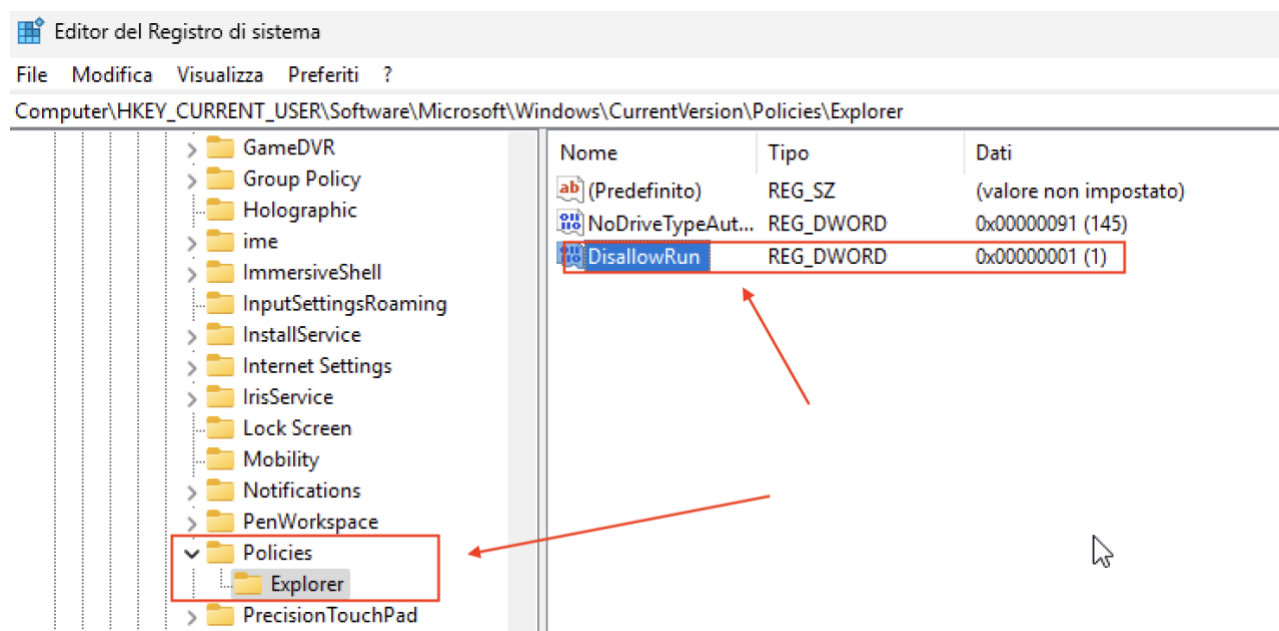 Editor del Registro di sistema
File Modifica Visualizza Preferiti ?
Computer\HKEY_CURRENT_USER\Software\Microsoft\Windows\CurrentVersion\Policies\Explorer
GameDVR
Group Policy
Holographic
ime
ImmersiveShell
InputSettingsRoaming
InstallService
Internet Settings
IrisService
Lock Screen
Mobility
Notifications
PenWorkspace
Policies
Explorer
PrecisionTouchPad
Nome Tipo Dati
(Predefinito) REG_SZ (valore non impostato)
NoDriveTypeAut... REG_DWORD 0x00000091 (145)
DisallowRun REG_DWORD 0x00000001 (1)